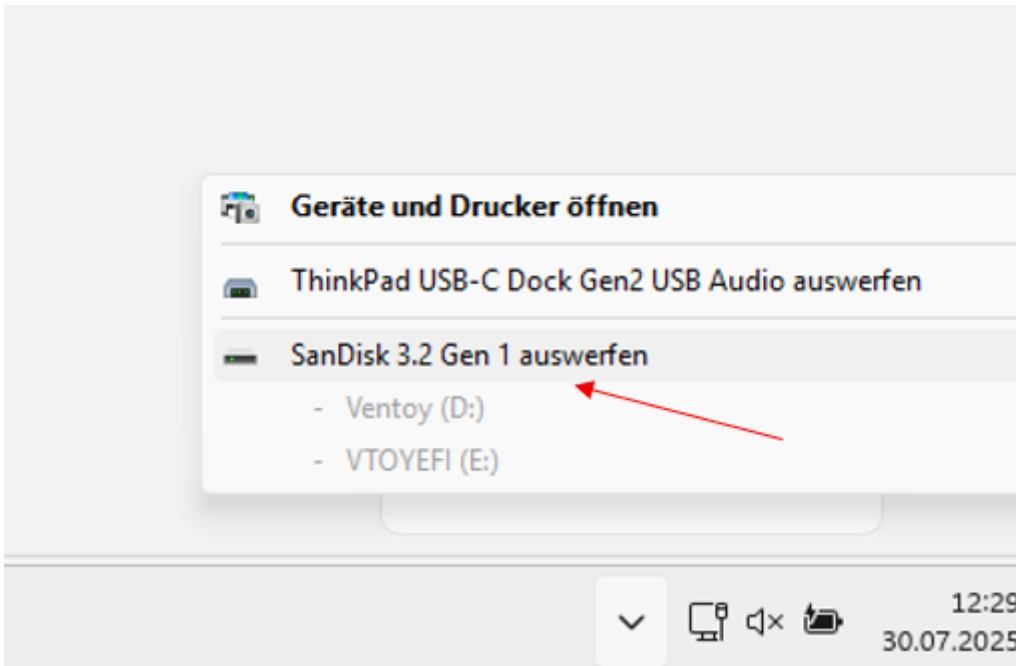 Geräte und Drucker öffnen
ThinkPad USB-C Dock Gen2 USB Audio auswerfen
SanDisk 3.2 Gen 1 auswerfen
- Ventoy (D:)
- VTOYEFI (E:)
12:29
30.07.2025